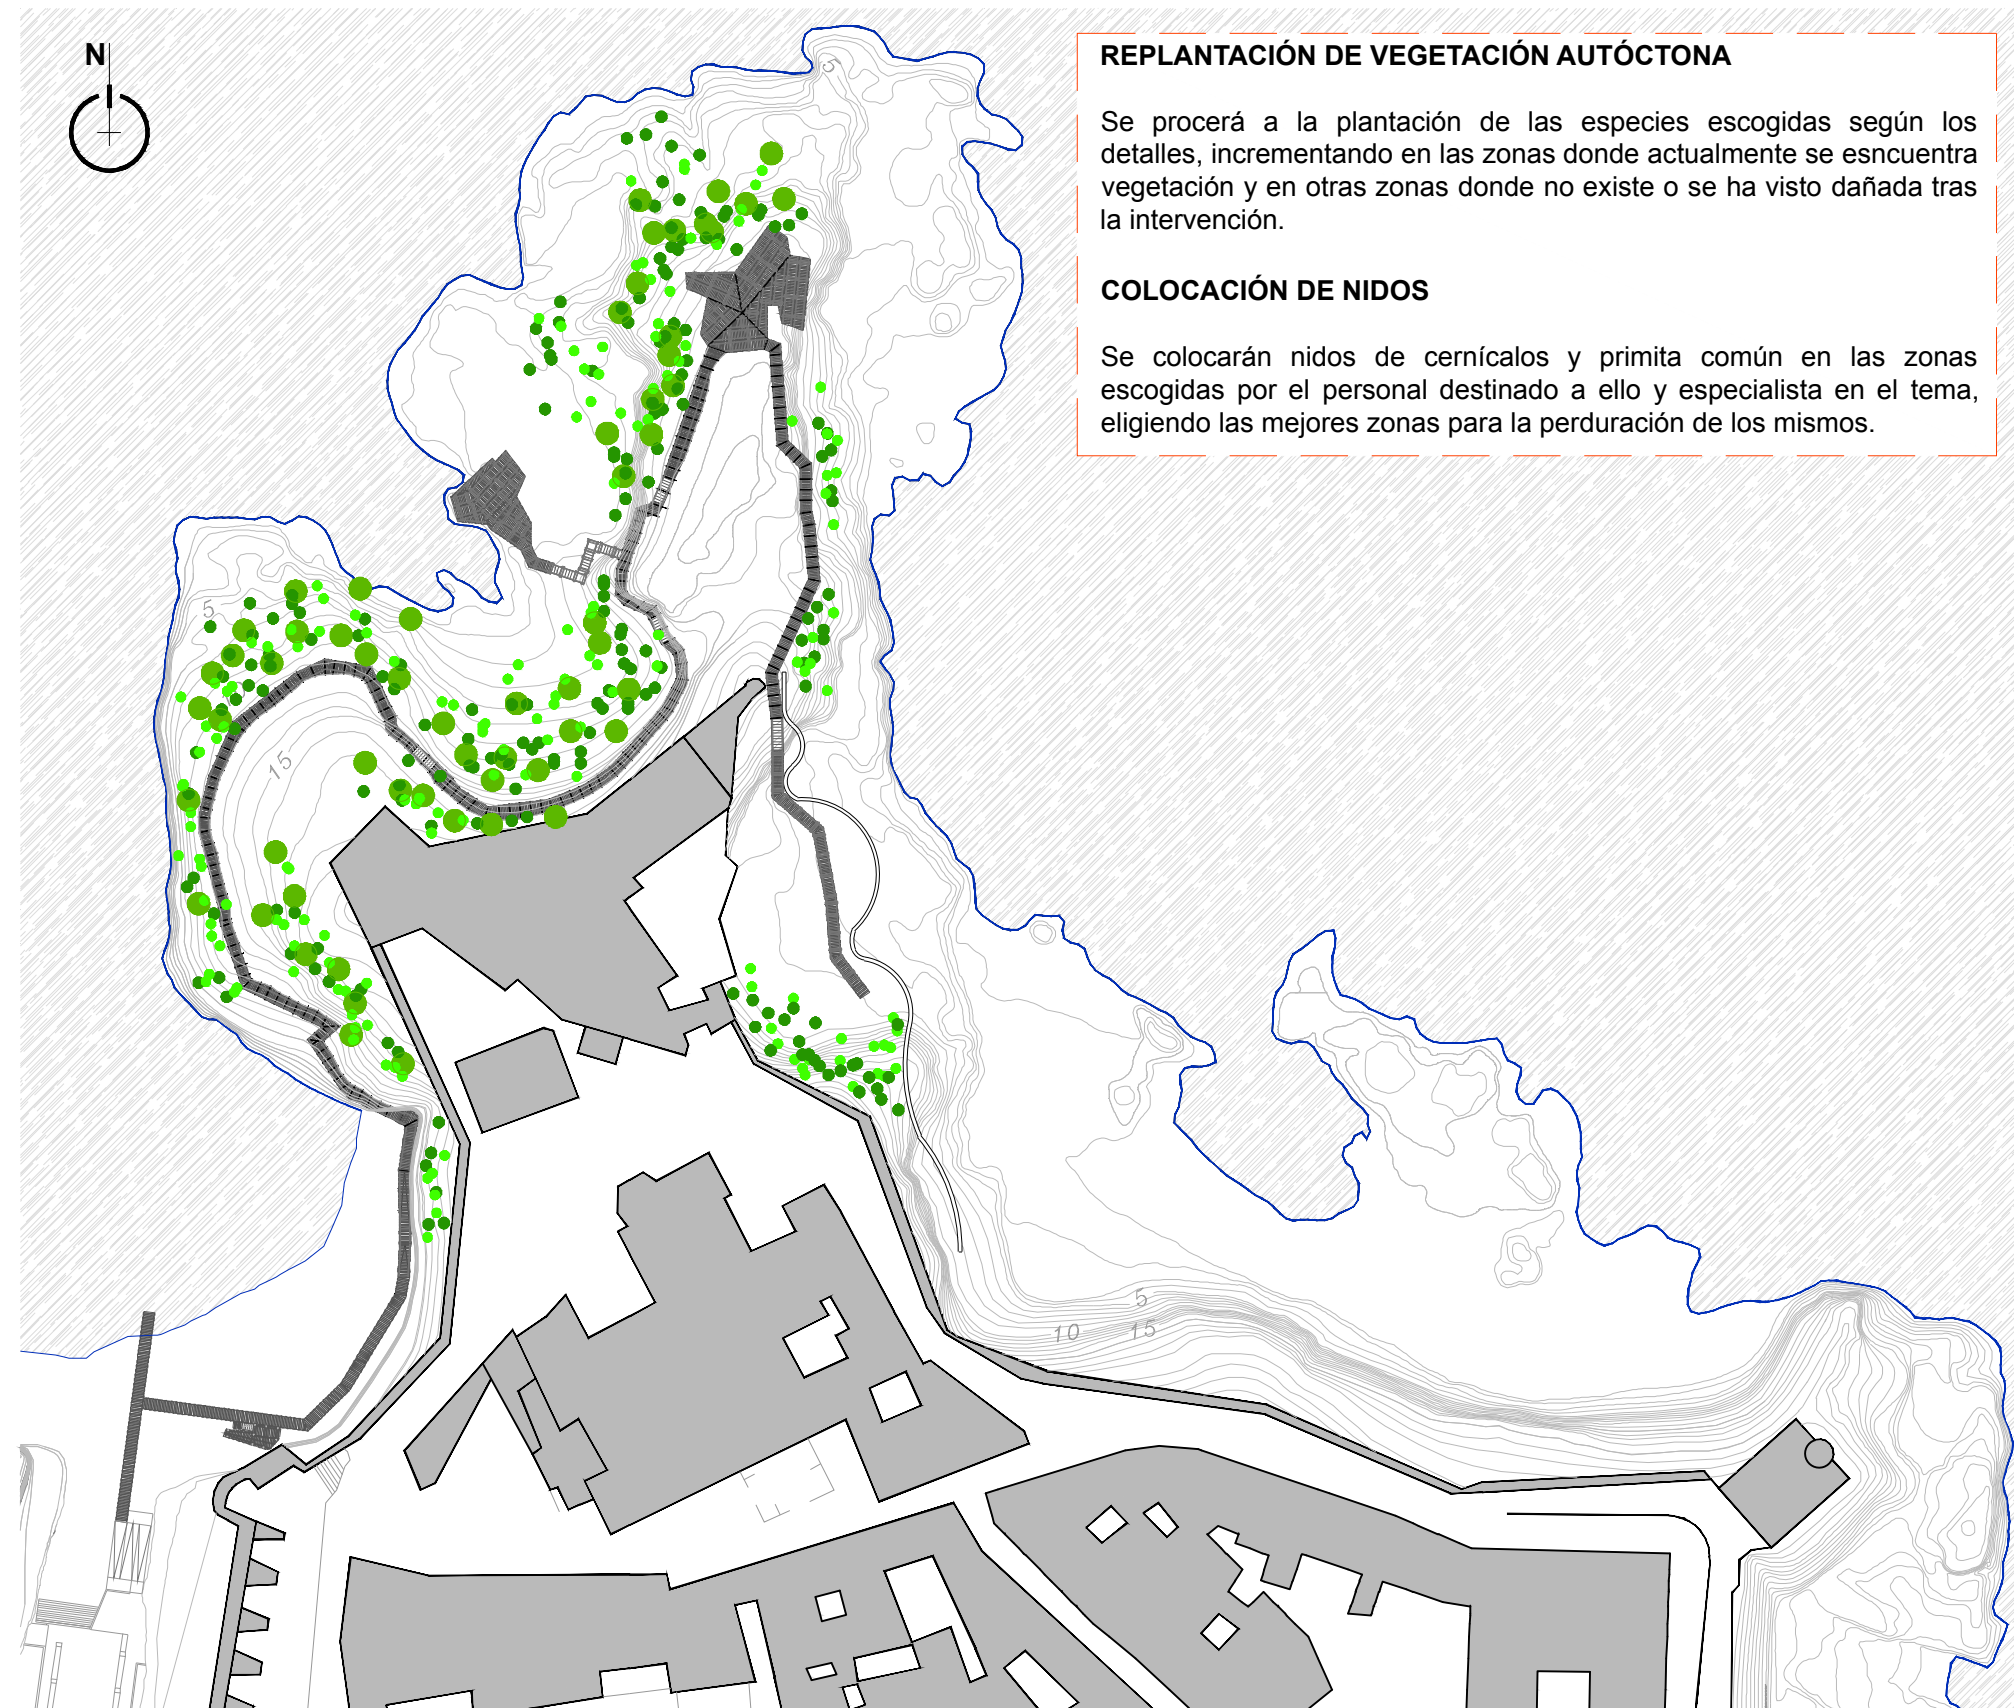 N
REPLANTACIÓN DE VEGETACIÓN AUTÓCTONA
Se procerá a la plantación de las especies escogidas según los
detalles, incrementando en las zonas donde actualmente se esncuentra
vegetación y en otras zonas donde no existe o se ha visto dañada tras
la intervención.
COLOCACIÓN DE NIDOS
Se colocarán nidos de cernícalos y primita común en las zonas
escogidas por el personal destinado a ello y especialista en el tema,
eligiendo las mejores zonas para la perduración de los mismos.
5
5
15
5
10
15